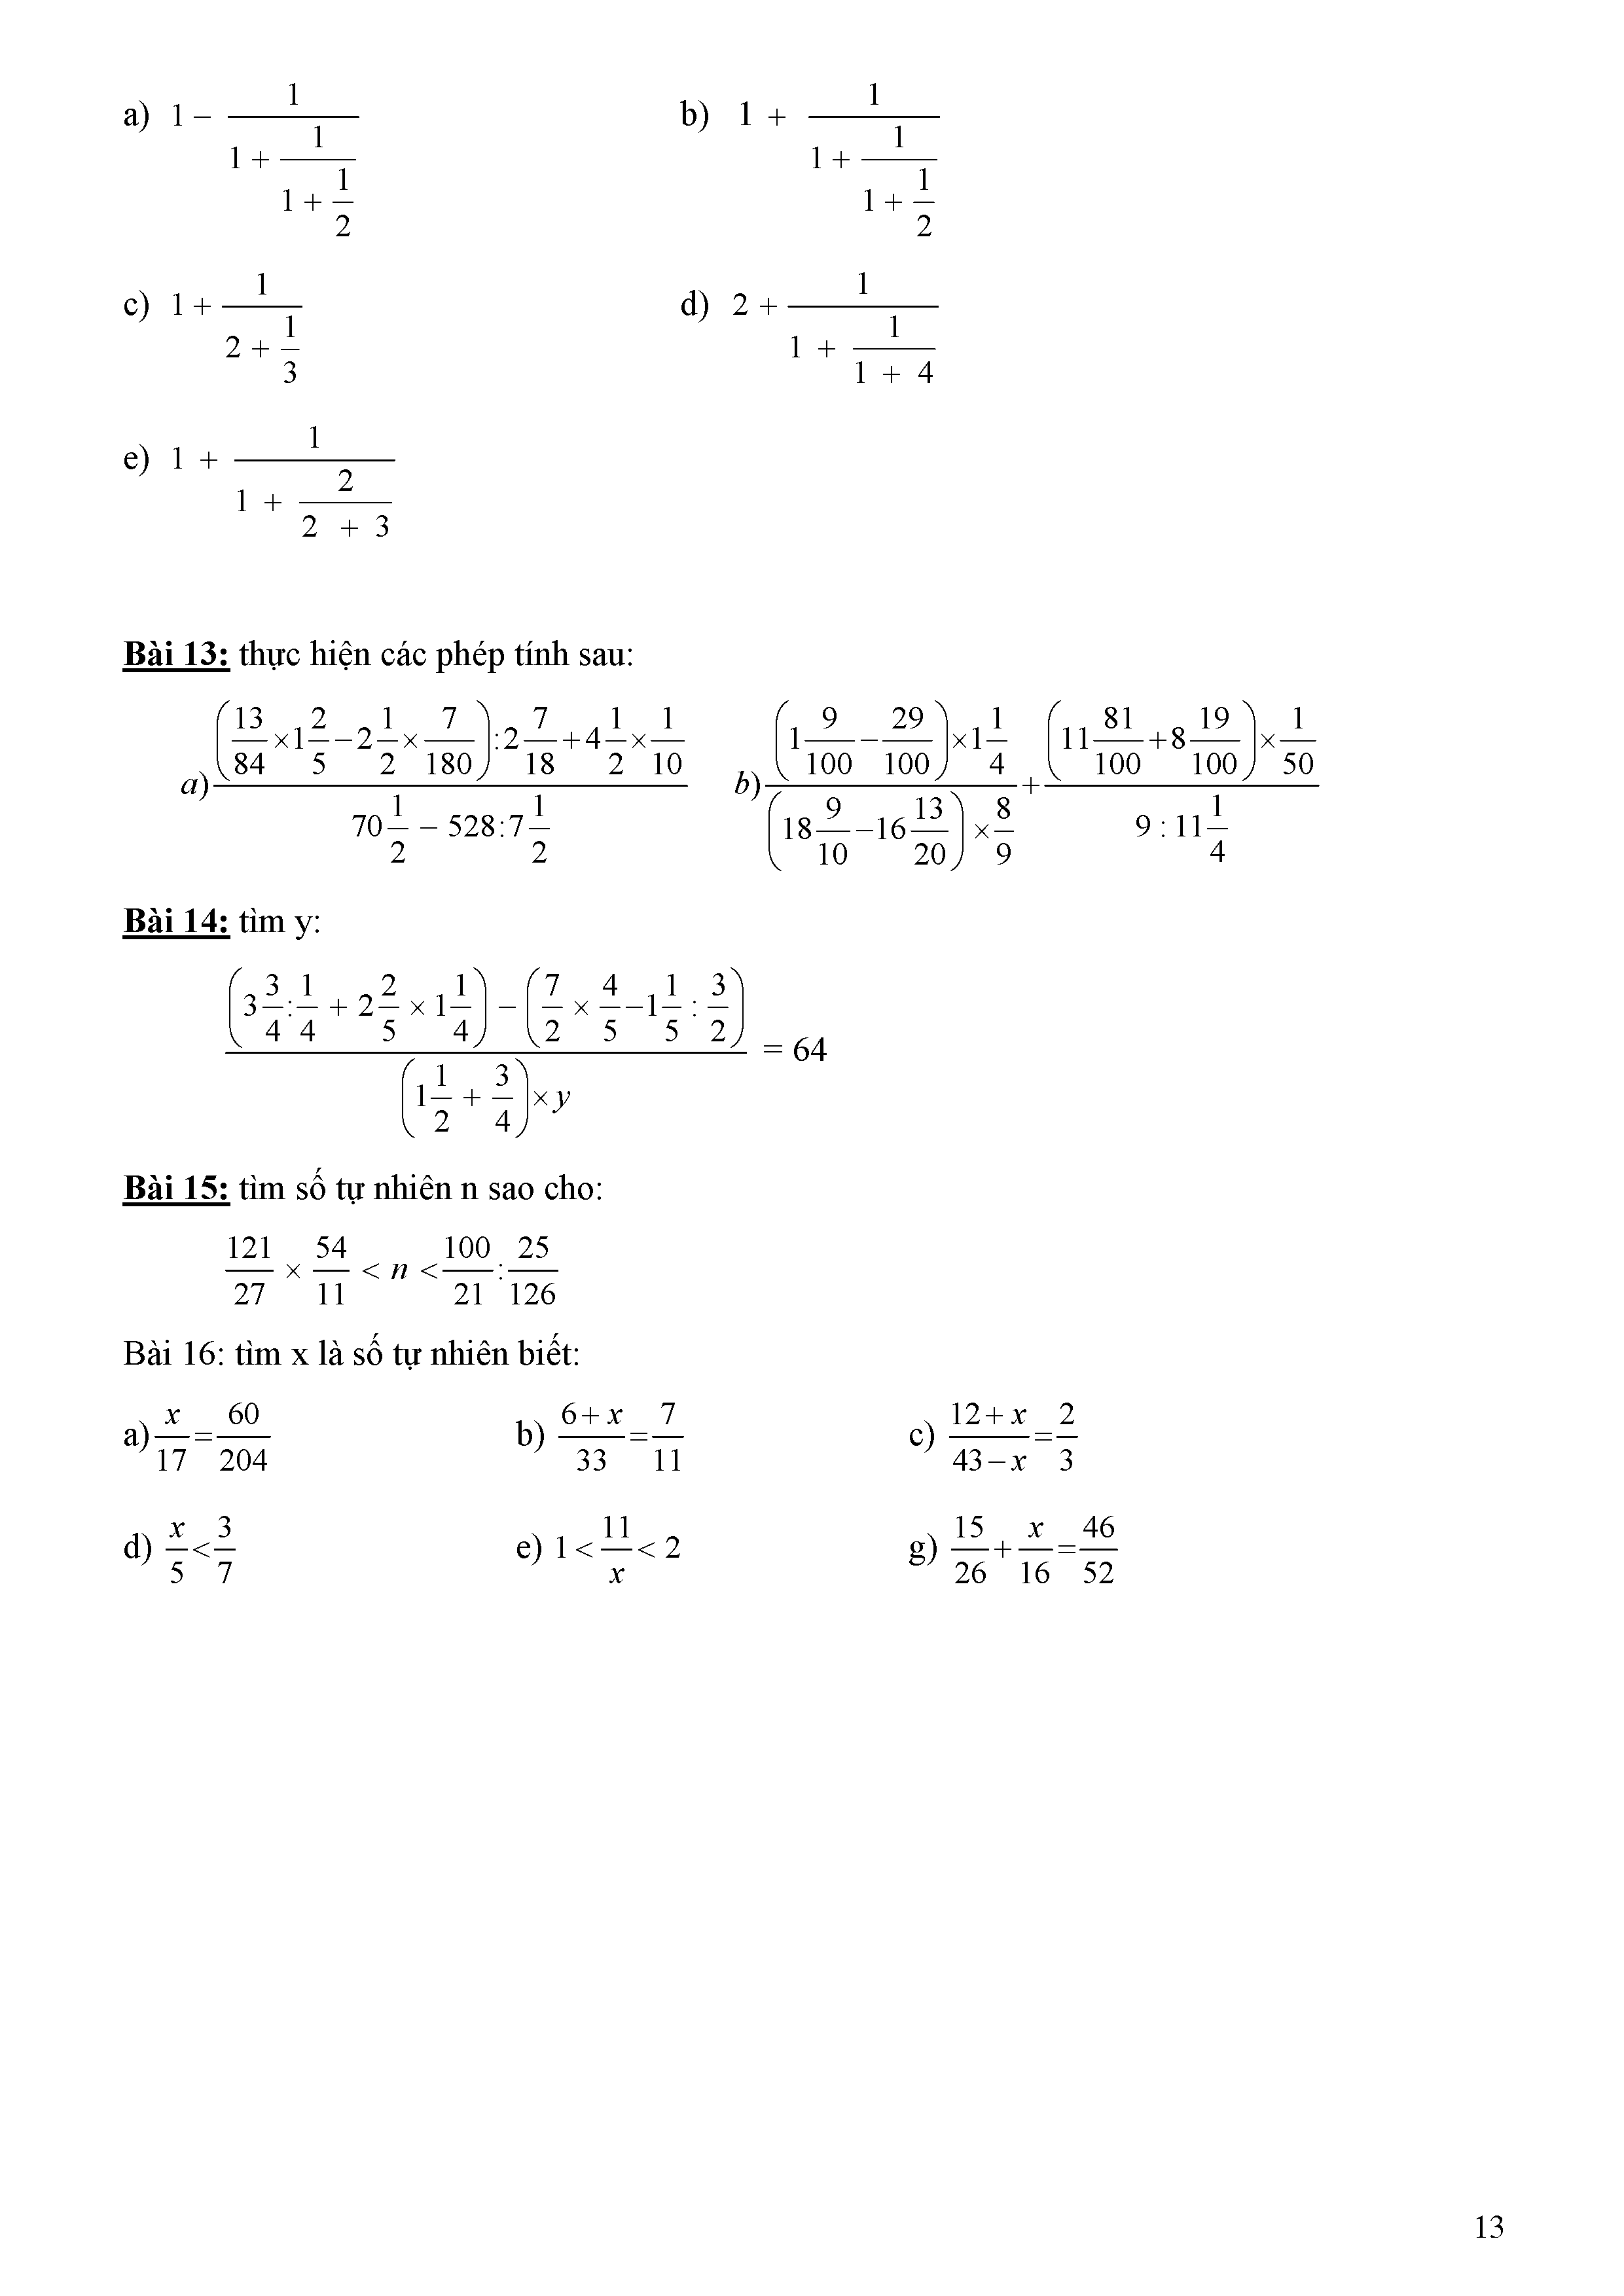 a) 1 − \frac{1}{1 + \frac{1}{1 + \frac{1}{2}}} b) 1 + \frac{1}{1 + \frac{1}{1 + \frac{1}{2}}}
c) 1 + \frac{1}{2 + \frac{1}{3}} d) 2 + \frac{1}{1 + \frac{1}{1 + 4}}
e) 1 + \frac{1}{1 + \frac{2}{2 + 3}}
Bài 13: thực hiện các phép tính sau:
a) \frac{\left(\frac{13}{84}×1\frac{2}{5}−2\frac{1}{2}×\frac{7}{180}\right):2\frac{7}{18}+4\frac{1}{2}×\frac{1}{10}}{70\frac{1}{2} − 528:7\frac{1}{2}} b) \frac{\left(1\frac{9}{100}−\frac{29}{100}\right)×1\frac{1}{4}}{\left(18\frac{9}{10}−16\frac{13}{20}\right)×\frac{8}{9}}+\frac{\left(11\frac{81}{100}+8\frac{19}{100}\right)×\frac{1}{50}}{9 : 11\frac{1}{4}}
Bài 14: tìm y:
\frac{\left(3\frac{3}{4}:\frac{1}{4} + 2\frac{2}{5} × 1\frac{1}{4}\right) − \left(\frac{7}{2} × \frac{4}{5}−1\frac{1}{5} : \frac{3}{2}\right)}{\left(1\frac{1}{2} + \frac{3}{4}\right)×y} = 64
Bài 15: tìm số tự nhiên n sao cho:
\frac{121}{27} × \frac{54}{11} < n < \frac{100}{21}:\frac{25}{126}
Bài 16: tìm x là số tự nhiên biết:
a) \frac{x}{17}=\frac{60}{204} b) \frac{6+x}{33}=\frac{7}{11} c) \frac{12+x}{43−x}=\frac{2}{3}
d) \frac{x}{5}<\frac{3}{7} e) 1<\frac{11}{x}<2 g) \frac{15}{26}+\frac{x}{16}=\frac{46}{52}
13